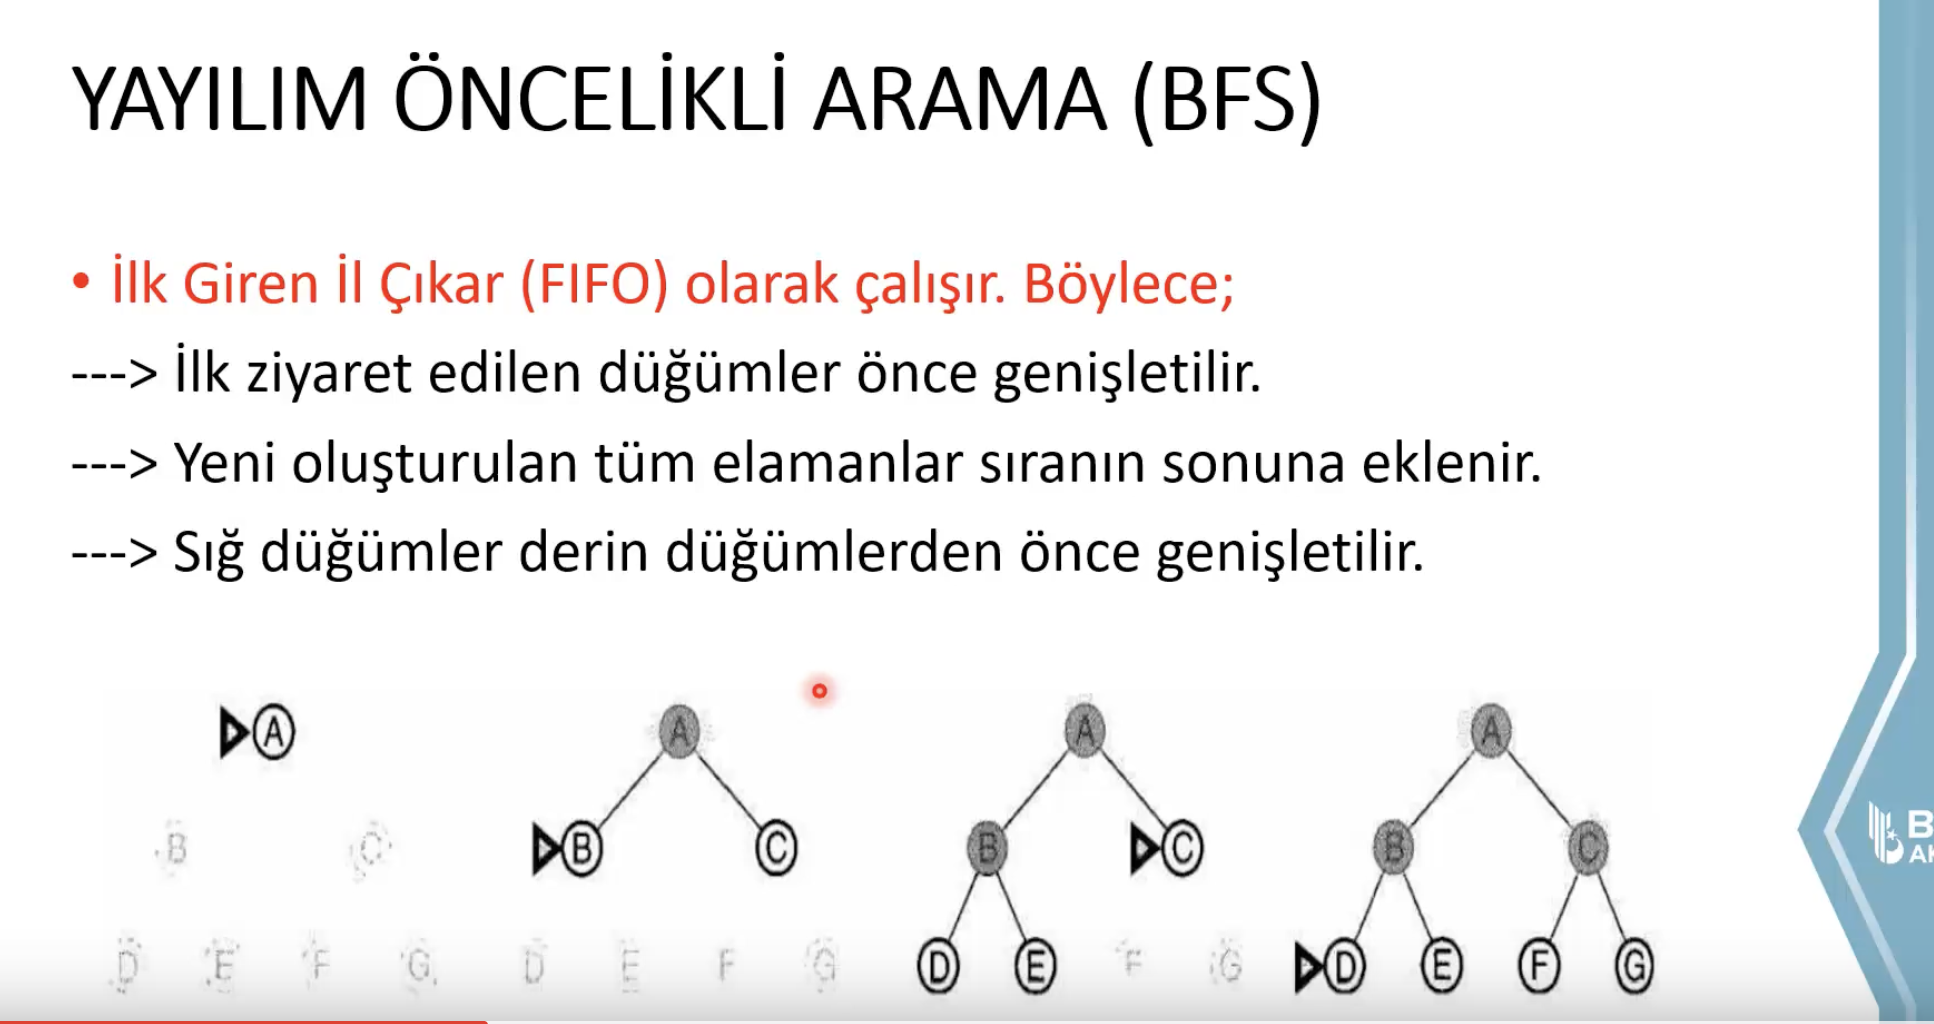 YAYILIM ÖNCELİKLİ ARAMA (BFS)
• İlk Giren İl Çıkar (FIFO) olarak çalışır. Böylece;
---> İlk ziyaret edilen düğümler önce genişletilir.
---> Yeni oluşturulan tüm elamanlar sıranın sonuna eklenir.
---> Sığ düğümler derin düğümlerden önce genişletilir.
A A A A
B C B C B C B C
D E F G D E F G D E F G D E F G
B
AK